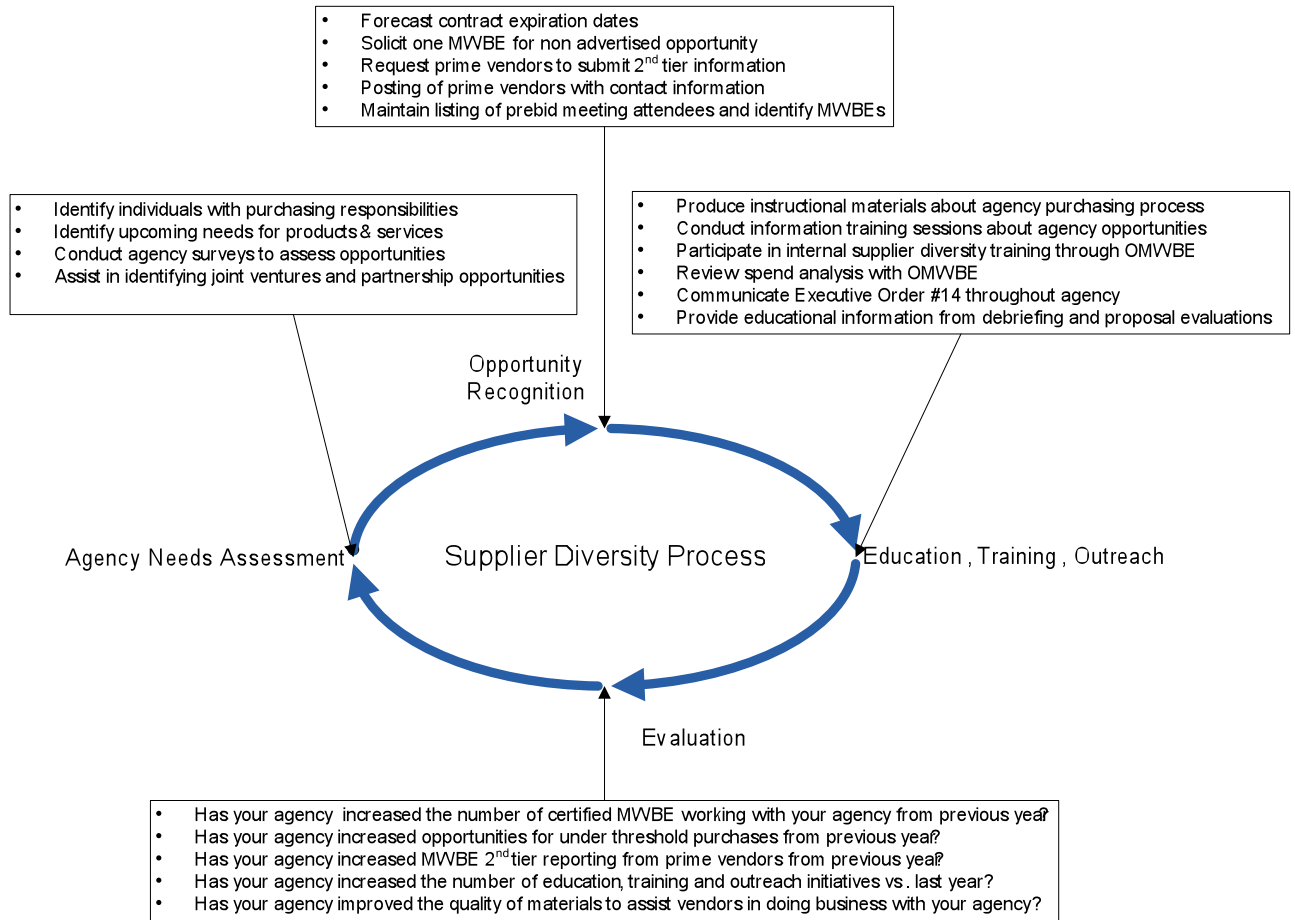 • Forecast contract expiration dates
• Solicit one MWBE for non advertised opportunity
• Request prime vendors to submit 2nd tier information
• Posting of prime vendors with contact information
• Maintain listing of prebid meeting attendees and identify MWBEs
• Identify individuals with purchasing responsibilities
• Identify upcoming needs for products & services
• Conduct agency surveys to assess opportunities
• Assist in identifying joint ventures and partnership opportunities
• Produce instructional materials about agency purchasing process
• Conduct information training sessions about agency opportunities
• Participate in internal supplier diversity training through OMWBE
• Review spend analysis with OMWBE
• Communicate Executive Order #14 throughout agency
• Provide educational information from debriefing and proposal evaluations
Opportunity
Recognition
Agency Needs Assessment
Supplier Diversity Process
Education , Training , Outreach
Evaluation
• Has your agency increased the number of certified MWBE working with your agency from previous year?
• Has your agency increased opportunities for under threshold purchases from previous year?
• Has your agency increased MWBE 2nd tier reporting from prime vendors from previous year?
• Has your agency increased the number of education, training and outreach initiatives vs. last year?
• Has your agency improved the quality of materials to assist vendors in doing business with your agency?